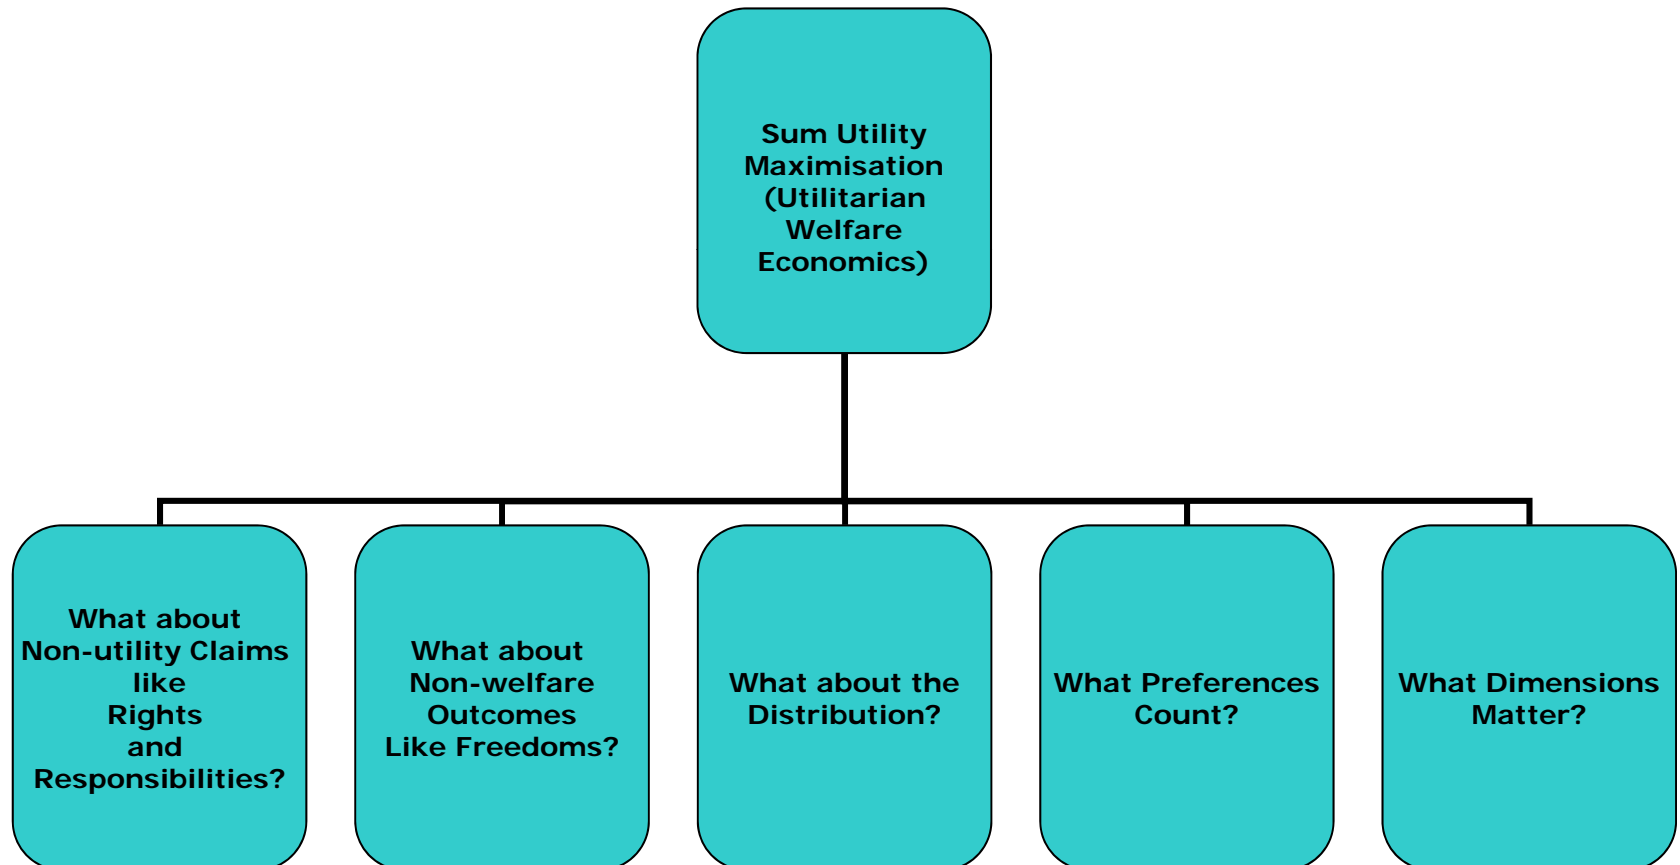 Sum Utility
Maximisation
(Utilitarian
Welfare
Economics)
What about
Non-utility Claims
like
Rights
and
Responsibilities?
What about
Non-welfare
Outcomes
Like Freedoms?
What about the
Distribution?
What Preferences
Count?
What Dimensions
Matter?